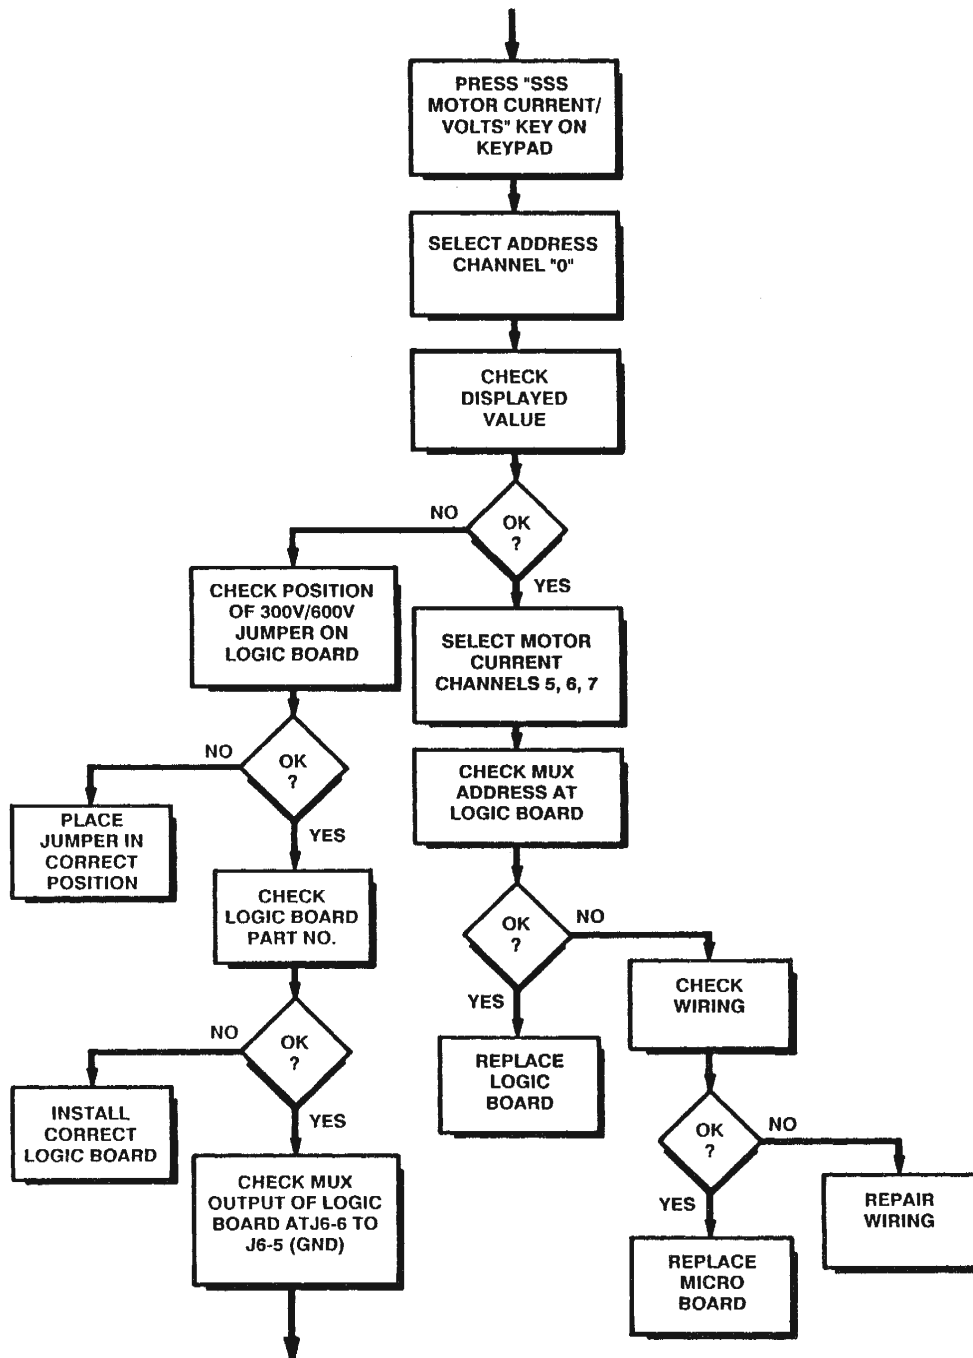 PRESS "SSS
MOTOR CURRENT/
VOLTS" KEY ON
KEYPAD
SELECT ADDRESS
CHANNEL "0"
CHECK
DISPLAYED
VALUE
OK
?
NO
YES
CHECK POSITION
OF 300V/600V
JUMPER ON
LOGIC BOARD
SELECT MOTOR
CURRENT
CHANNELS 5, 6, 7
OK
?
NO
YES
CHECK MUX
ADDRESS AT
LOGIC BOARD
PLACE
JUMPER IN
CORRECT
POSITION
CHECK
LOGIC BOARD
PART NO.
OK
?
NO
YES
CHECK
WIRING
OK
?
NO
YES
REPLACE
LOGIC
BOARD
INSTALL
CORRECT
LOGIC BOARD
OK
?
NO
YES
CHECK MUX
OUTPUT OF LOGIC
BOARD ATJ6-6 TO
J6-5 (GND)
REPAIR
WIRING
REPLACE
MICRO
BOARD